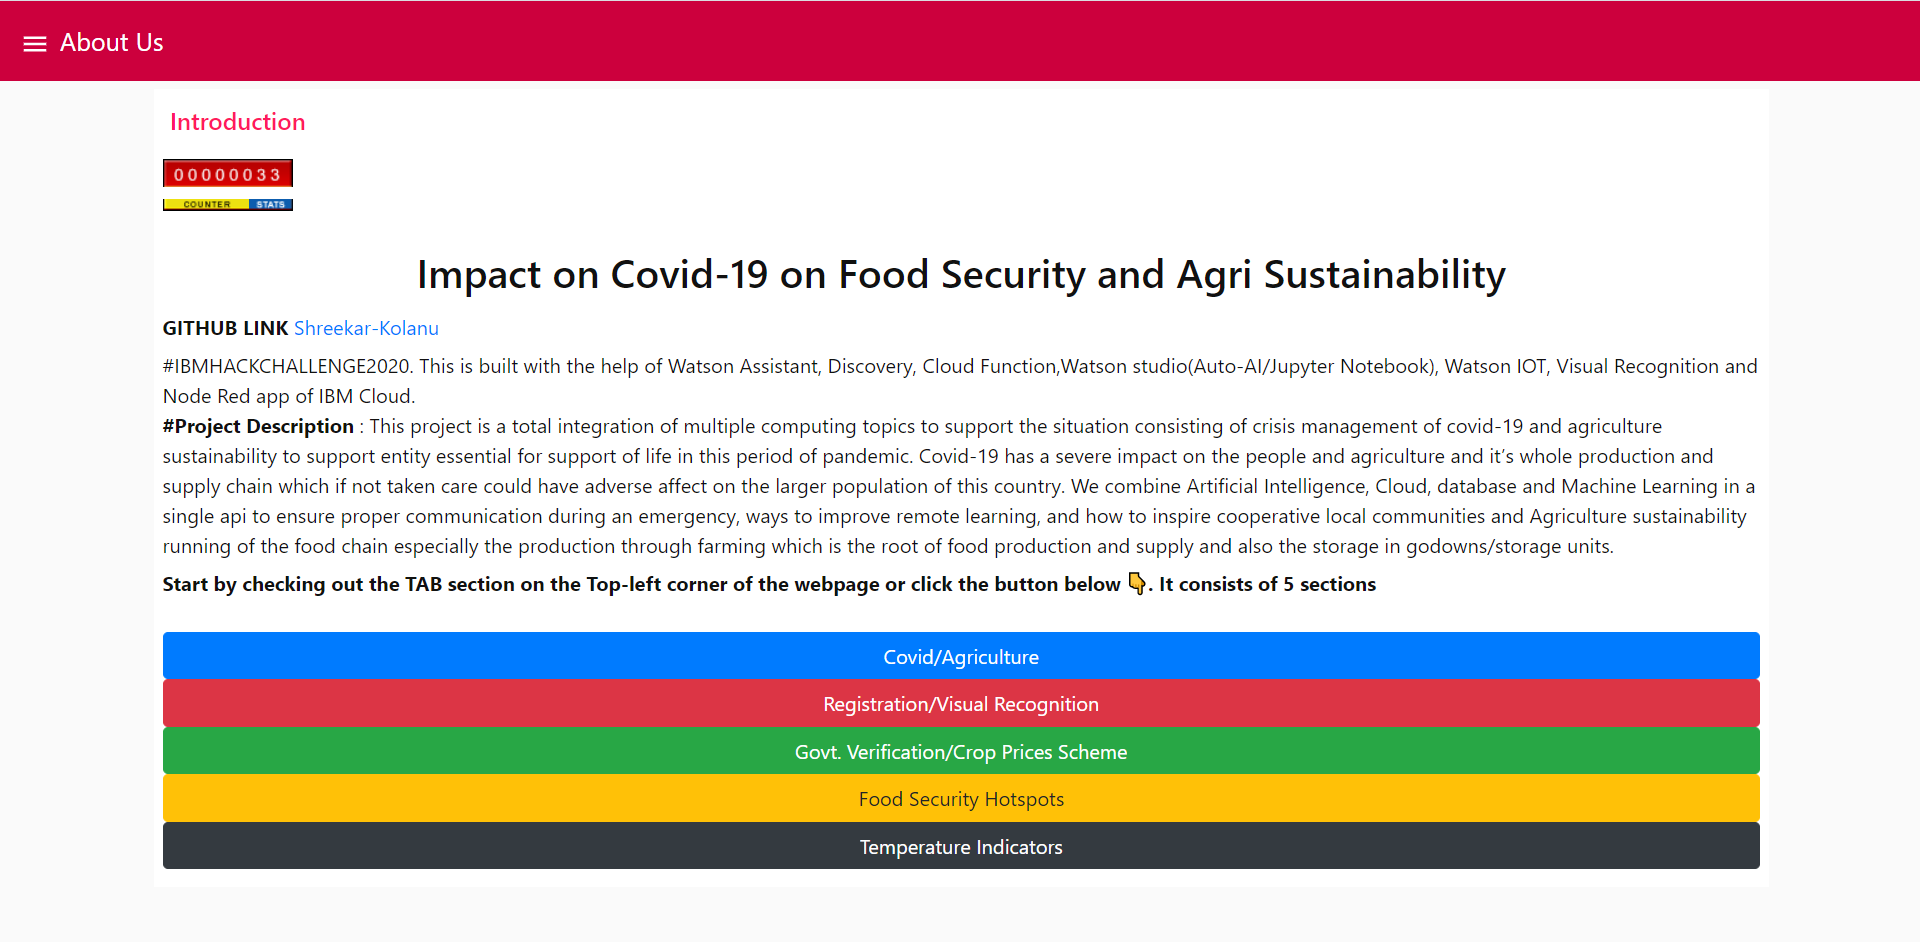 About Us
Introduction
00000033
COUNTER STATS
Impact on Covid-19 on Food Security and Agri Sustainability
GITHUB LINK Shreekar-Kolanu
#IBMHACKCHALLENGE2020. This is built with the help of Watson Assistant, Discovery, Cloud Function,Watson studio(Auto-AI/Jupyter Notebook), Watson IOT, Visual Recognition and
Node Red app of IBM Cloud.
#Project Description : This project is a total integration of multiple computing topics to support the situation consisting of crisis management of covid-19 and agriculture
sustainability to support entity essential for support of life in this period of pandemic. Covid-19 has a severe impact on the people and agriculture and it’s whole production and
supply chain which if not taken care could have adverse affect on the larger population of this country. We combine Artificial Intelligence, Cloud, database and Machine Learning in a
single api to ensure proper communication during an emergency, ways to improve remote learning, and how to inspire cooperative local communities and Agriculture sustainability
running of the food chain especially the production through farming which is the root of food production and supply and also the storage in godowns/storage units.
Start by checking out the TAB section on the Top-left corner of the webpage or click the button below 👇. It consists of 5 sections
Covid/Agriculture
Registration/Visual Recognition
Govt. Verification/Crop Prices Scheme
Food Security Hotspots
Temperature Indicators